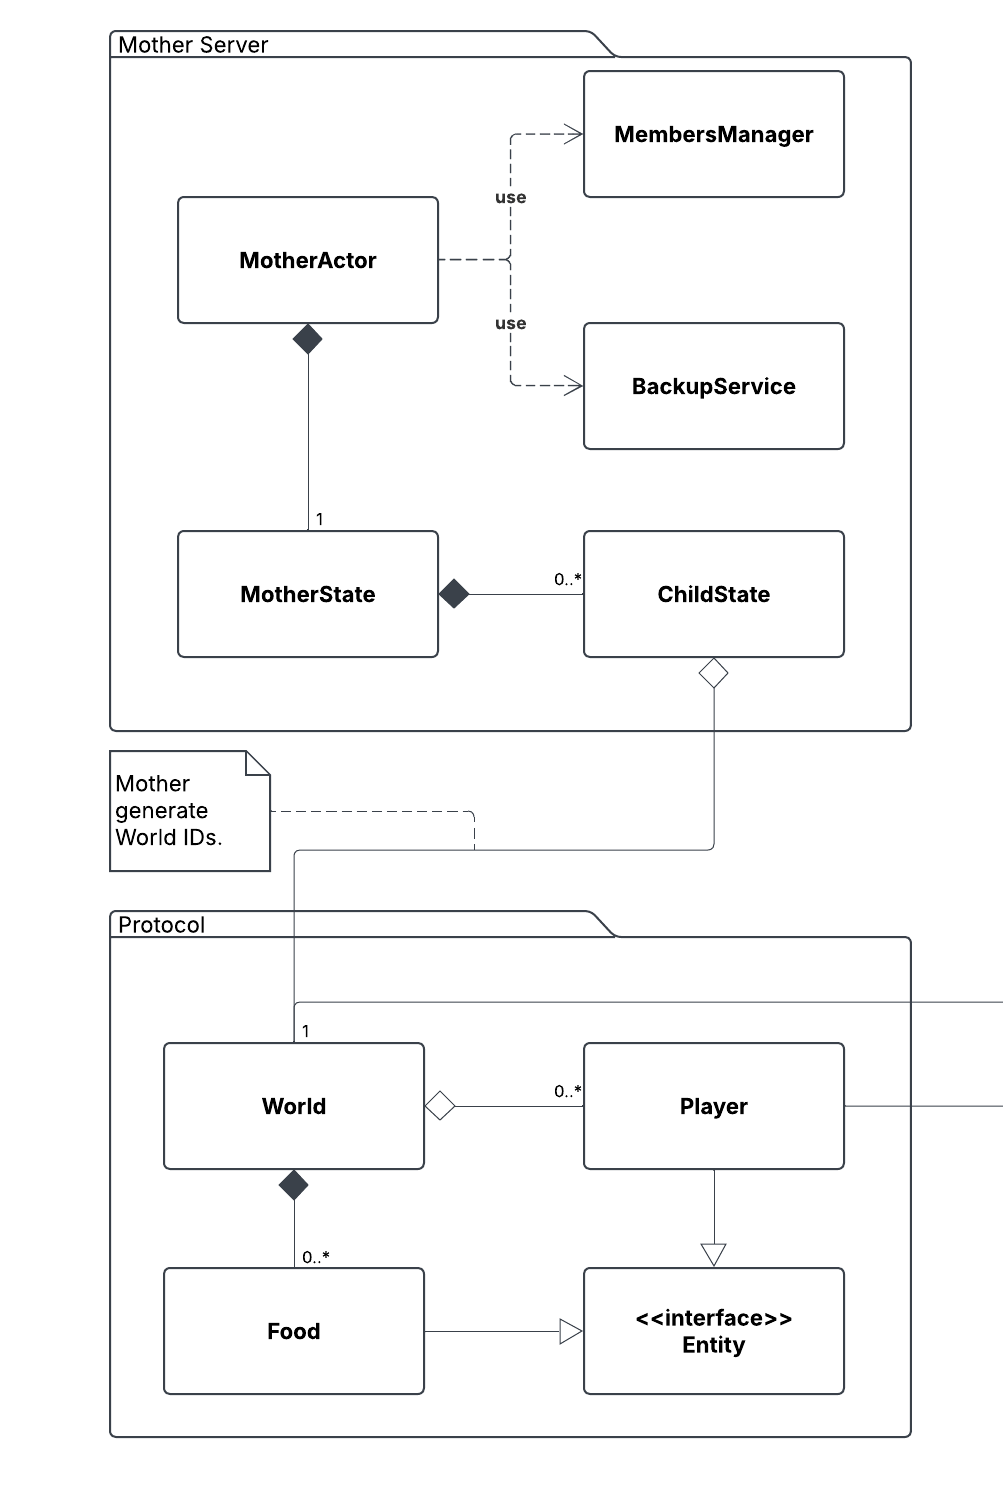 Mother Server
MembersManager
use
MotherActor
use
BackupService
1
MotherState
0..*
ChildState
Mother
generate
World IDs.
Protocol
1
World
0..*
Player
0..*
Food
<<interface>>
Entity